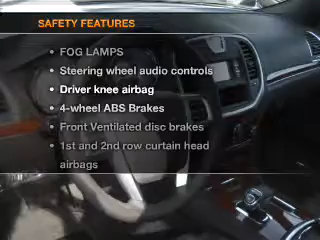 SAFETY FEATURES
• FOG LAMPS
• Steering wheel audio controls
• Driver knee airbag
• 4-wheel ABS Brakes
• Front Ventilated disc brakes
• 1st and 2nd row curtain head
airbags